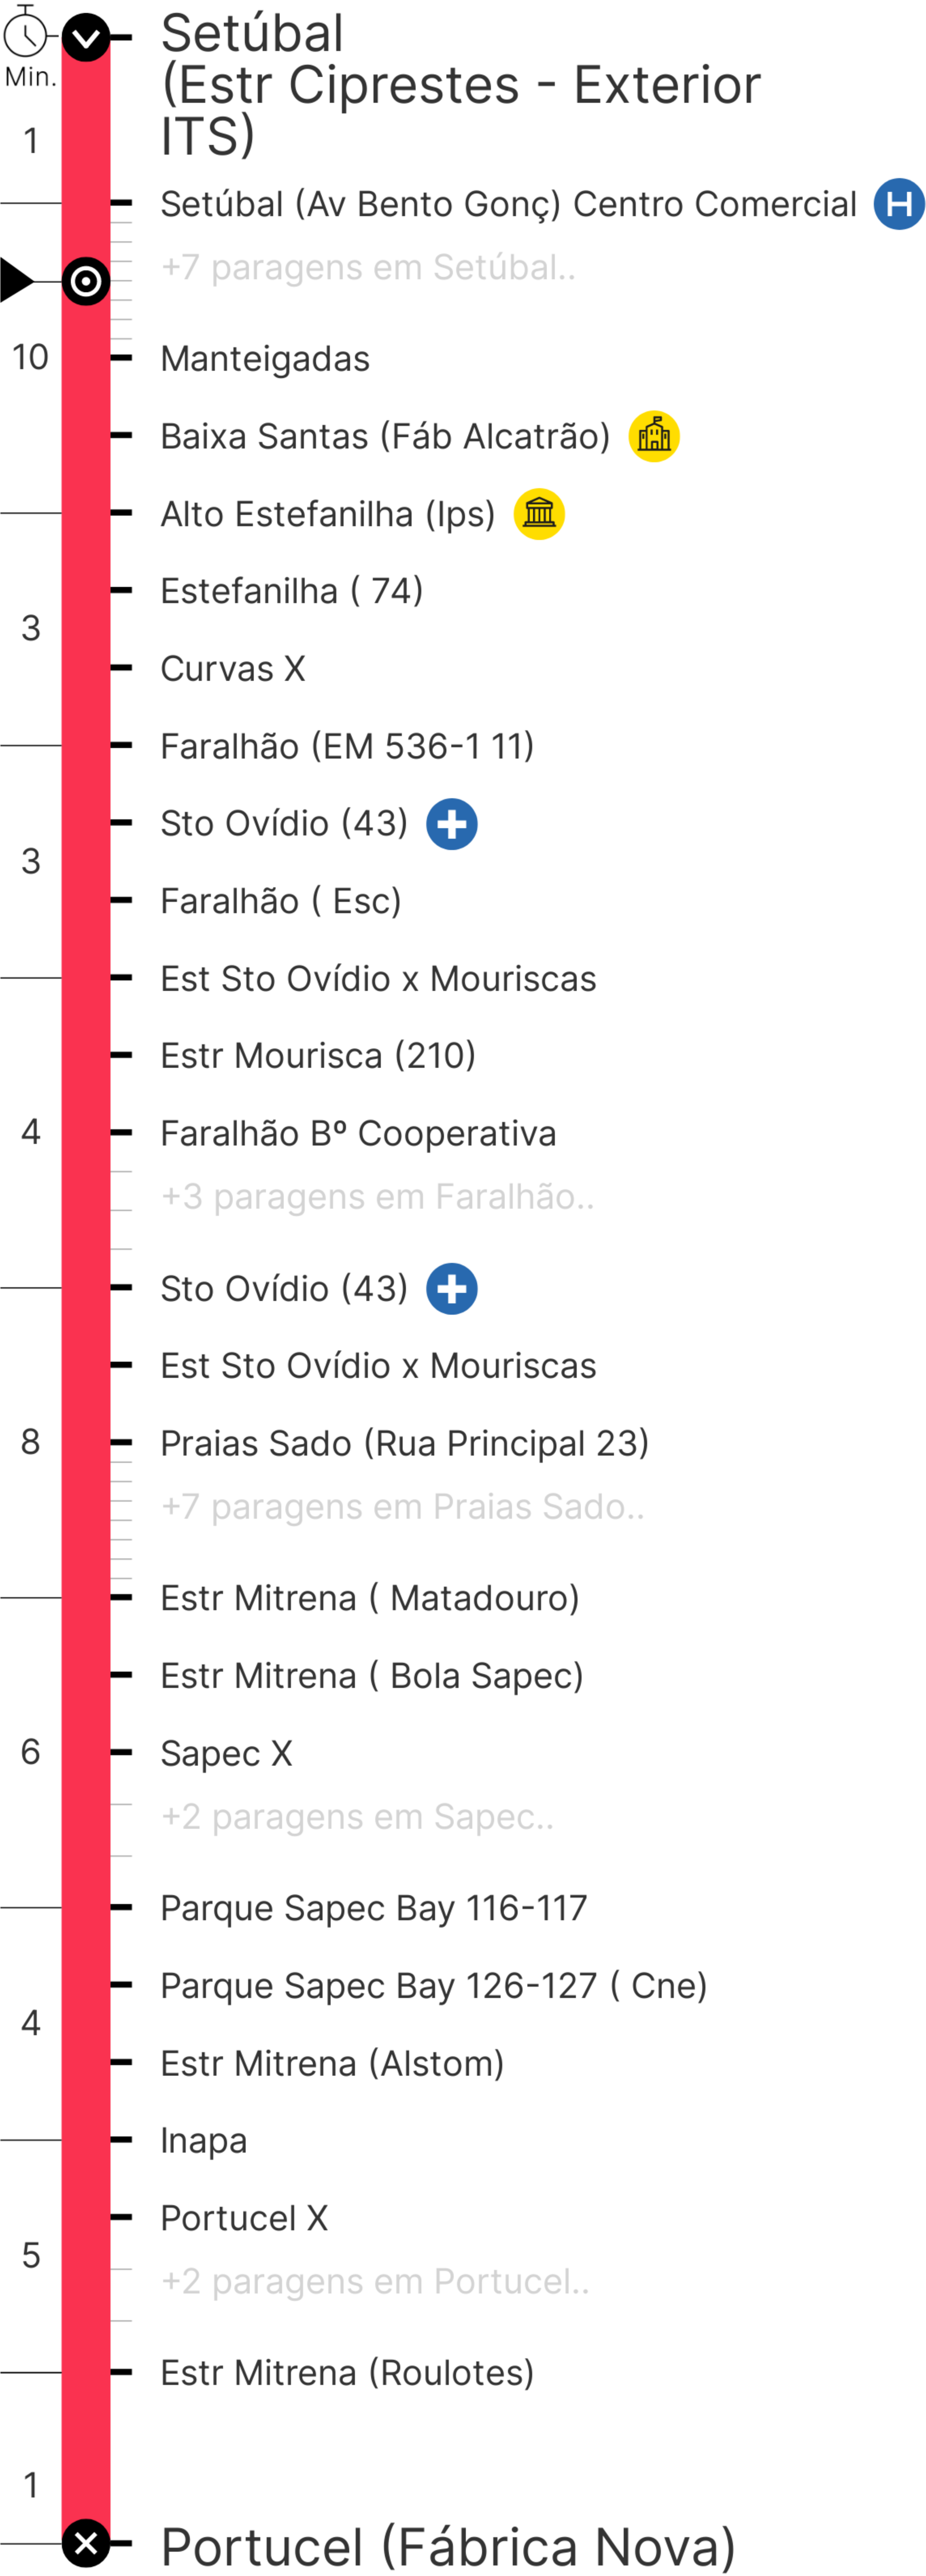 Setúbal
(Estr Ciprestes - Exterior
ITS)
Min.
1
Setúbal (Av Bento Gonç) Centro Comercial H
+7 paragens em Setúbal..
10
Manteigadas
Baixa Santas (Fáb Alcatrão)
Alto Estefanilha (Ips)
Estefanilha ( 74)
3
Curvas X
Faralhão (EM 536-1 11)
Sto Ovídio (43)
3
Faralhão ( Esc)
Est Sto Ovídio x Mouriscas
Estr Mourisca (210)
4
Faralhão Bº Cooperativa
+3 paragens em Faralhão..
Sto Ovídio (43)
Est Sto Ovídio x Mouriscas
8
Praias Sado (Rua Principal 23)
+7 paragens em Praias Sado..
Estr Mitrena ( Matadouro)
Estr Mitrena ( Bola Sapec)
6
Sapec X
+2 paragens em Sapec..
Parque Sapec Bay 116-117
Parque Sapec Bay 126-127 ( Cne)
4
Estr Mitrena (Alstom)
Inapa
Portucel X
5
+2 paragens em Portucel..
Estr Mitrena (Roulotes)
1
Portucel (Fábrica Nova)